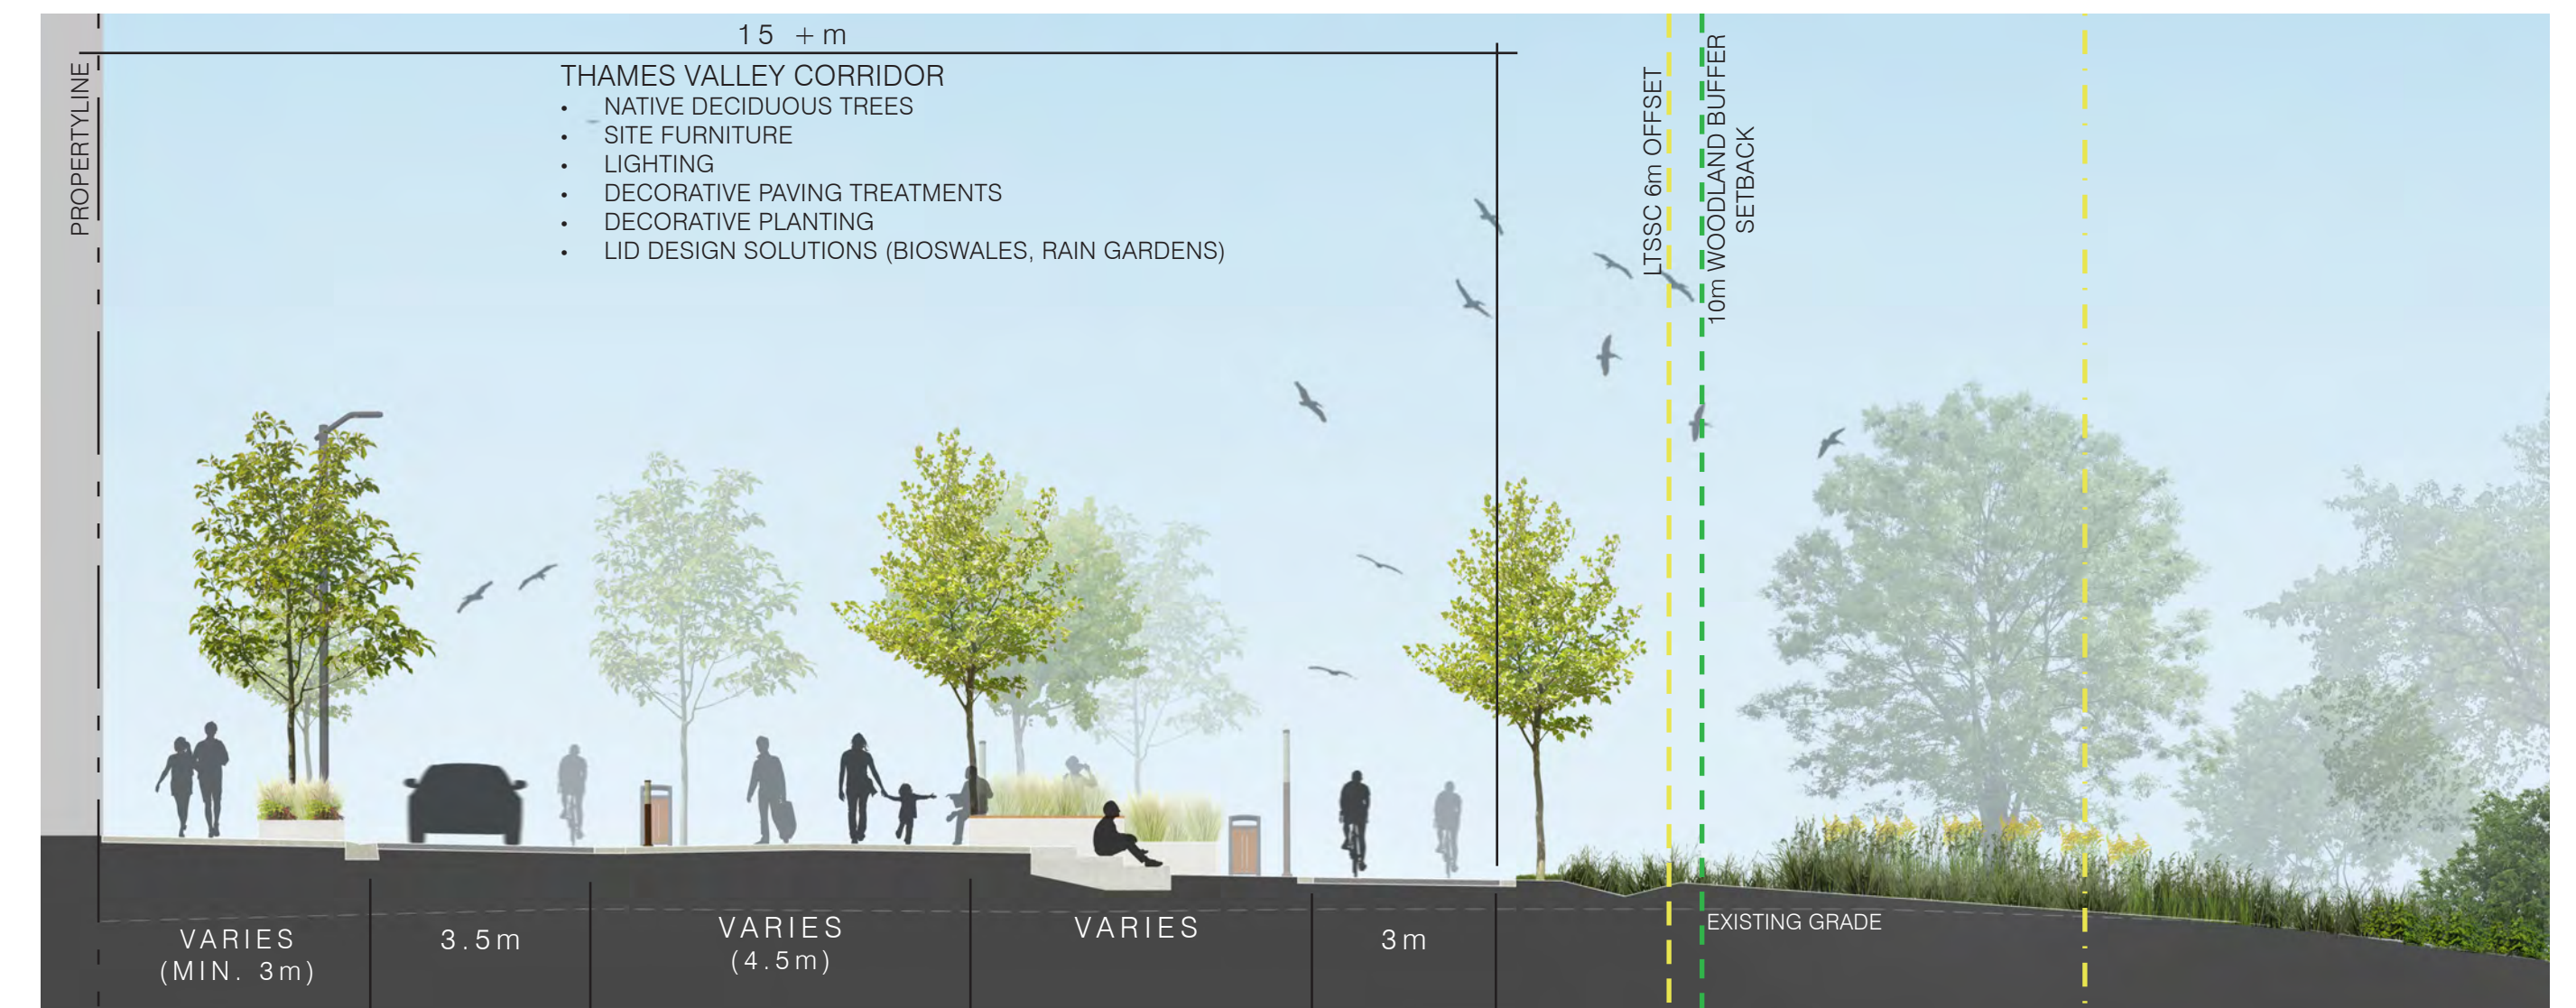 15 +m
PROPERTYLINE
THAMES VALLEY CORRIDOR
• NATIVE DECIDUOUS TREES
• SITE FURNITURE
• LIGHTING
• DECORATIVE PAVING TREATMENTS
• DECORATIVE PLANTING
• LID DESIGN SOLUTIONS (BIOSWALES, RAIN GARDENS)
LTSSC 6m OFFSET
10m WOODLAND BUFFER
SETBACK
VARIES
(MIN. 3m)
3.5m
VARIES
(4.5m)
VARIES
3m
EXISTING GRADE